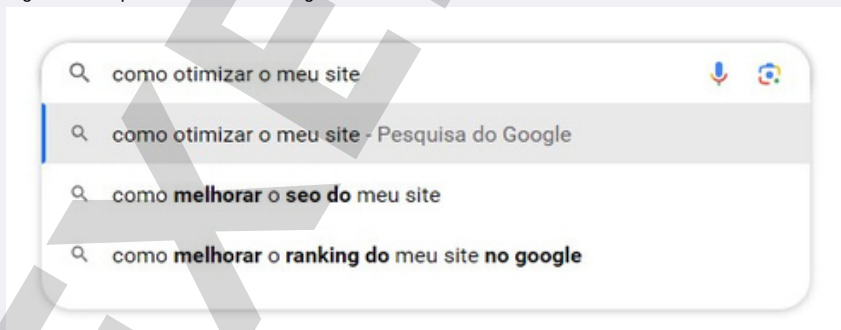 como otimizar o meu site
como otimizar o meu site - Pesquisa do Google
como melhorar o seo do meu site
como melhorar o ranking do meu site no google